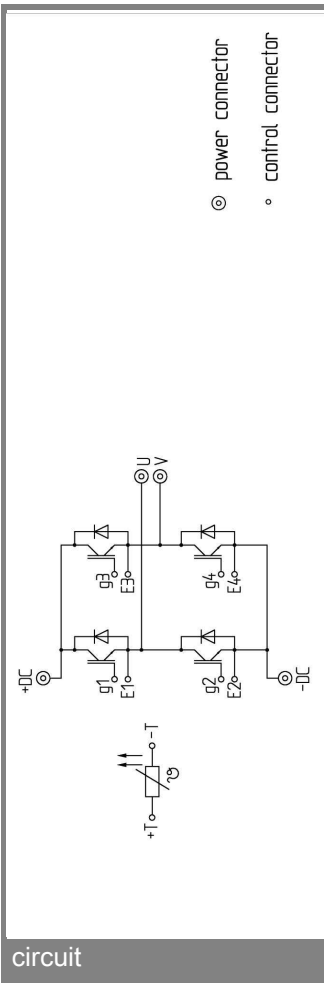 power connector
control connector
U
V
g3
E3
g4
E4
+DC
g1
E1
g2
E2
-DC
+T
-T
circuit